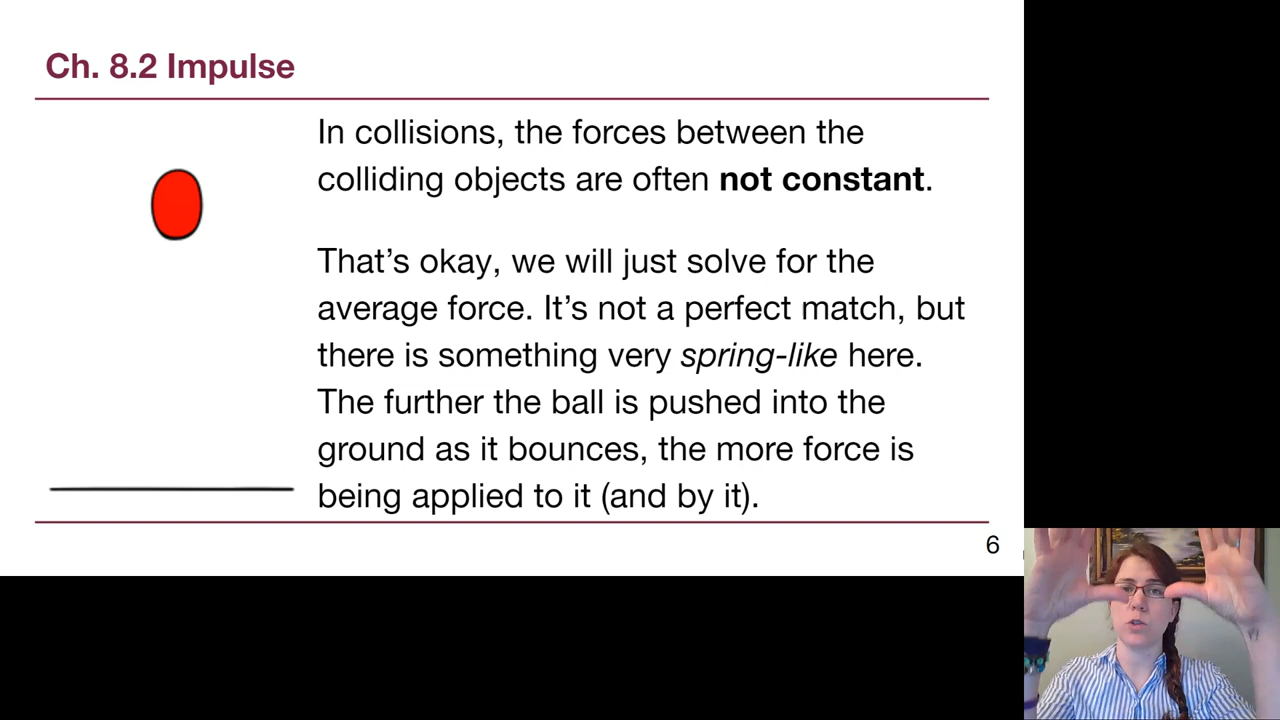 Ch. 8.2 Impulse
In collisions, the forces between the
colliding objects are often not constant.
That's okay, we will just solve for the
average force. It's not a perfect match, but
there is something very spring-like here.
The further the ball is pushed into the
ground as it bounces, the more force is
being applied to it (and by it).
6